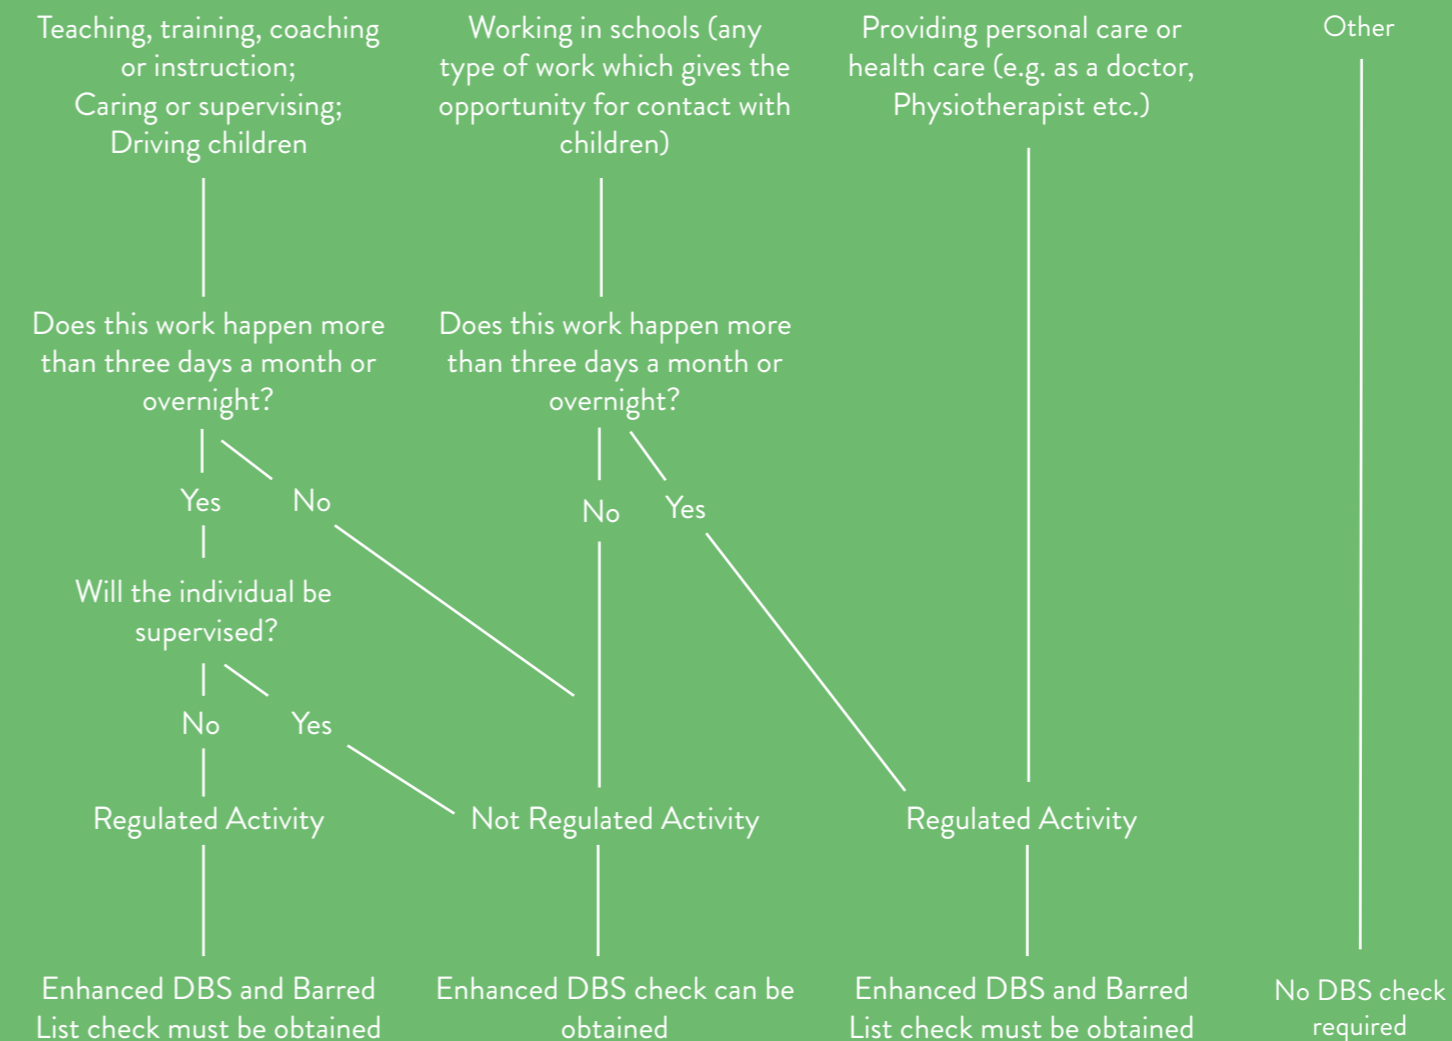 Teaching, training, coaching
or instruction;
Caring or supervising;
Driving children
Working in schools (any
type of work which gives the
opportunity for contact with
children)
Providing personal care or
health care (e.g. as a doctor,
Physiotherapist etc.)
Other
Does this work happen more
than three days a month or
overnight?
Does this work happen more
than three days a month or
overnight?
Yes
No
No
Yes
Will the individual be
supervised?
No
Yes
Regulated Activity
Not Regulated Activity
Regulated Activity
Enhanced DBS and Barred
List check must be obtained
Enhanced DBS check can be
obtained
Enhanced DBS and Barred
List check must be obtained
No DBS check
required